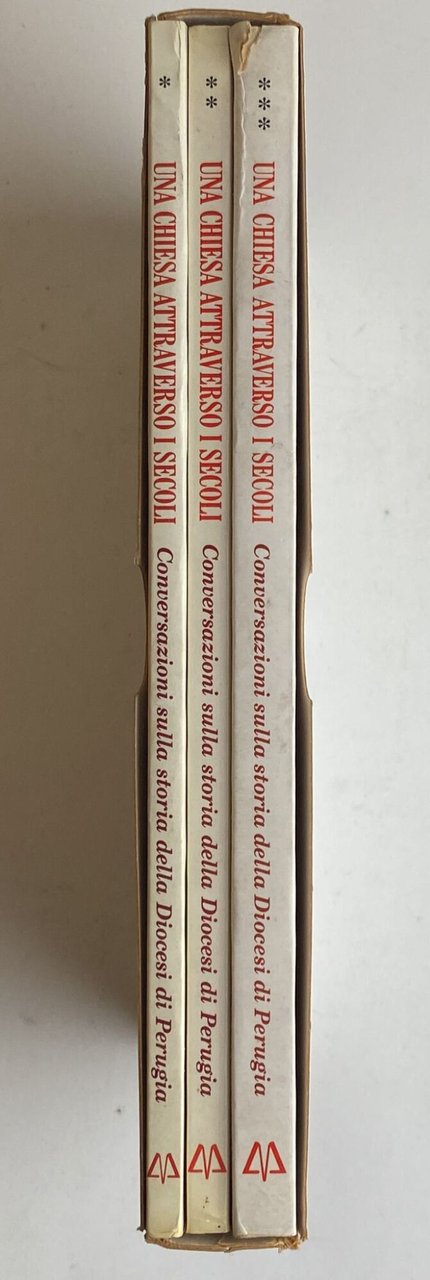 *
UNA CHIESA ATTRAVERSO I SECOLI
Conversazioni sulla storia della Diocesi di Perugia
**
UNA CHIESA ATTRAVERSO I SECOLI
Conversazioni sulla storia della Diocesi di Perugia
***
UNA CHIESA ATTRAVERSO I SECOLI
Conversazioni sulla storia della Diocesi di Perugia